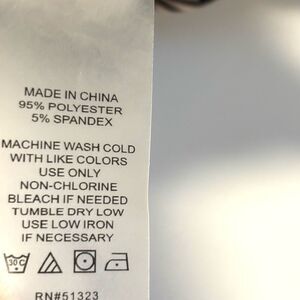 MADE IN CHINA
95% POLYESTER
5% SPANDEX
MACHINE WASH COLD
WITH LIKE COLORS
USE ONLY
NON-CHLORINE
BLEACH IF NEEDED
TUMBLE DRY LOW
USE LOW IRON
IF NECESSARY
30C
RN#51323